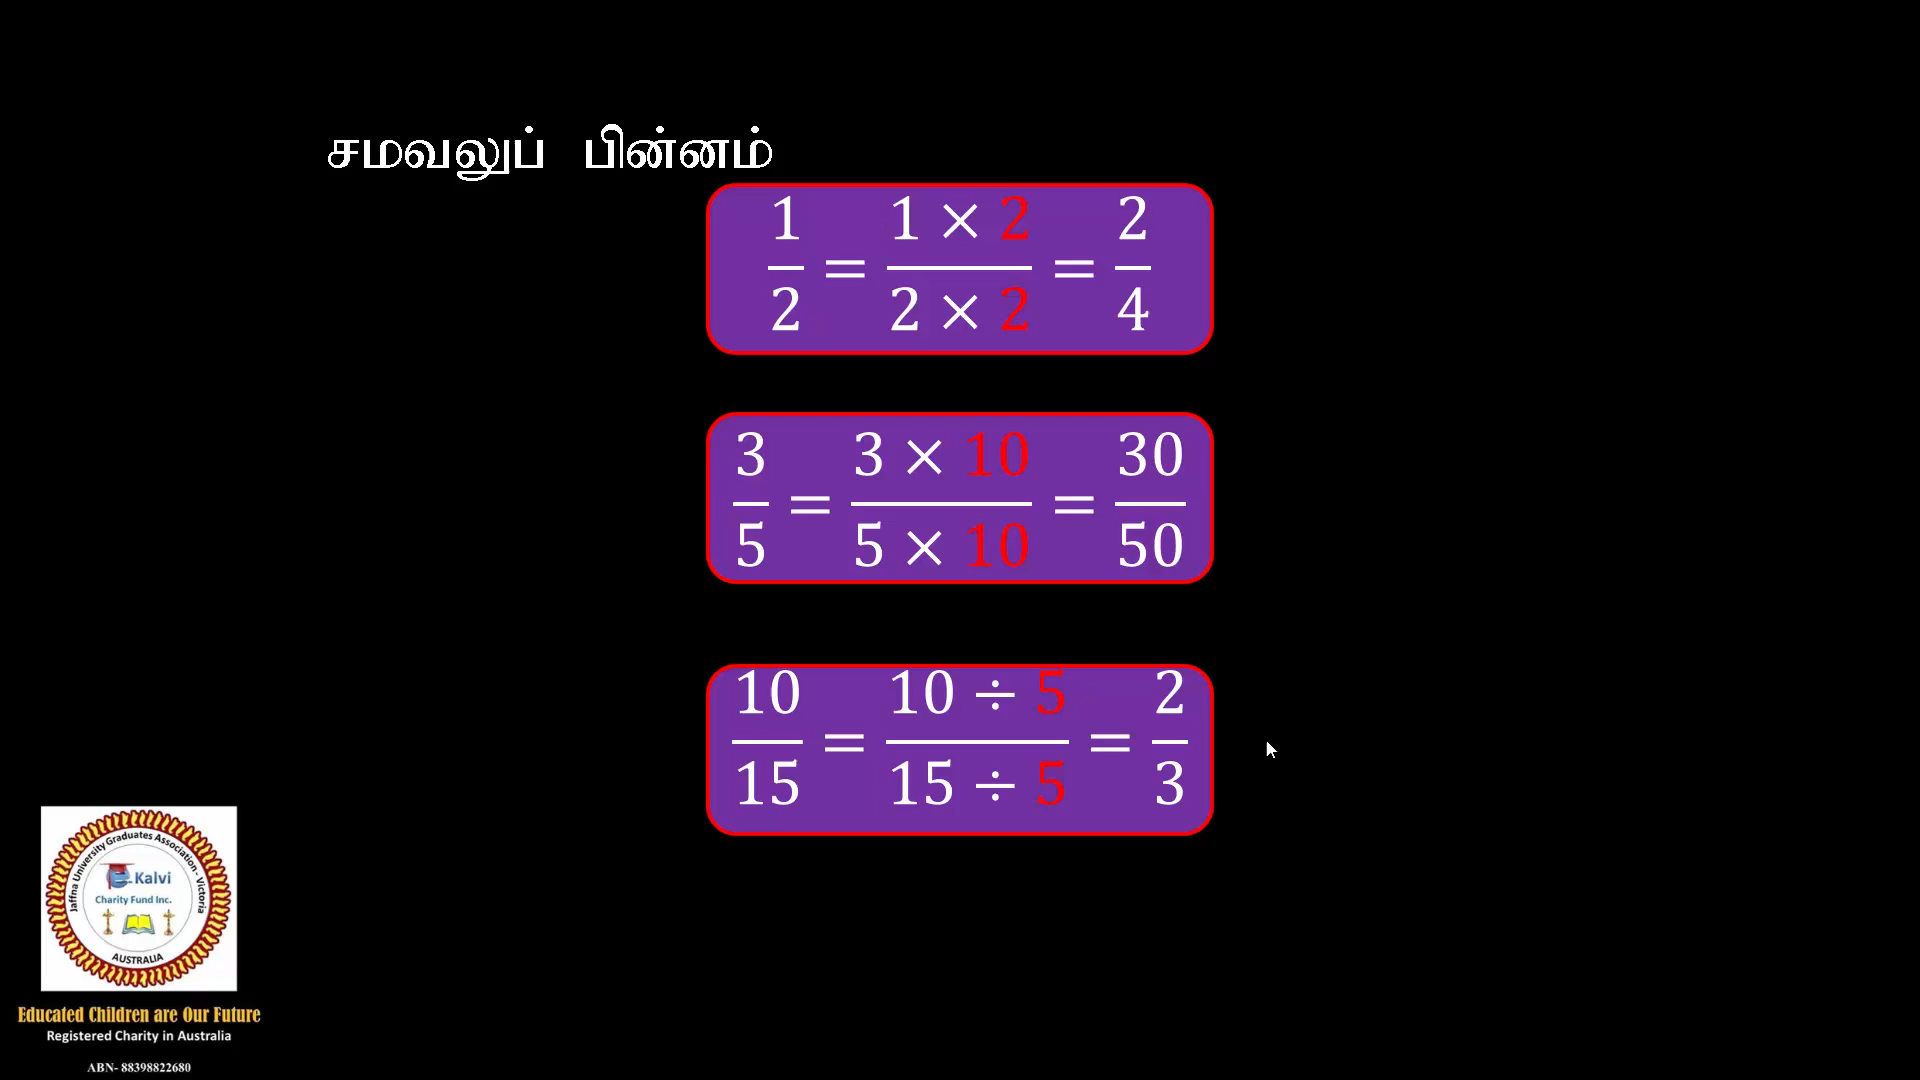 சமவலுப் பின்னம்
1/2 = 1 × 2/2 × 2 = 2/4
3/5 = 3 × 10/5 × 10 = 30/50
10/15 = 10 ÷ 5/15 ÷ 5 = 2/3
Jaffna University Graduates Association- Victoria
e-Kalvi
Charity Fund Inc.
AUSTRALIA
Educated Children are Our Future
Registered Charity in Australia
ABN- 88398822680